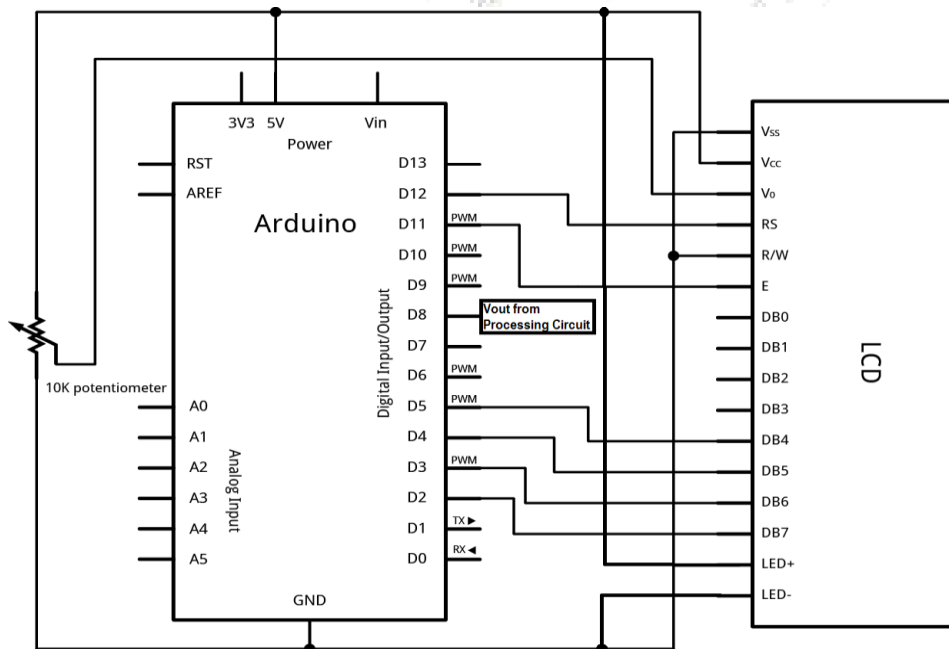 3V3 5V Vin
Power
RST
AREF
Arduino
D13
D12
D11 PWM
D10 PWM
D9 PWM
D8
D7
D6 PWM
D5 PWM
D4
D3 PWM
D2
D1 TX ▶
D0 RX ◀
Digital Input/Output
Vout from
Processing Circuit
10K potentiometer
A0
A1
A2
A3
A4
A5
Analog Input
GND
Vss
Vcc
V0
RS
R/W
E
DB0
DB1
DB2
DB3
DB4
DB5
DB6
DB7
LED+
LED-
LCD